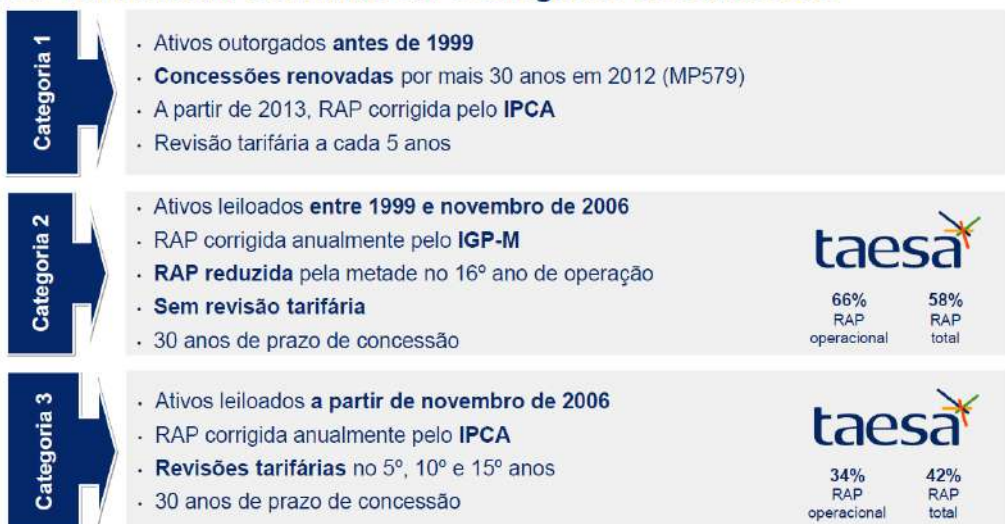 Categoria 1
· Ativos outorgados antes de 1999
· Concessões renovadas por mais 30 anos em 2012 (MP579)
· A partir de 2013, RAP corrigida pelo IPCA
· Revisão tarifária a cada 5 anos
Categoria 2
· Ativos leiloados entre 1999 e novembro de 2006
· RAP corrigida anualmente pelo IGP-M
· RAP reduzida pela metade no 16º ano de operação
· Sem revisão tarifária
· 30 anos de prazo de concessão
taesa
66% 58%
RAP RAP
operacional total
Categoria 3
· Ativos leiloados a partir de novembro de 2006
· RAP corrigida anualmente pelo IPCA
· Revisões tarifárias no 5º, 10º e 15º anos
· 30 anos de prazo de concessão
taesa
34% 42%
RAP RAP
operacional total